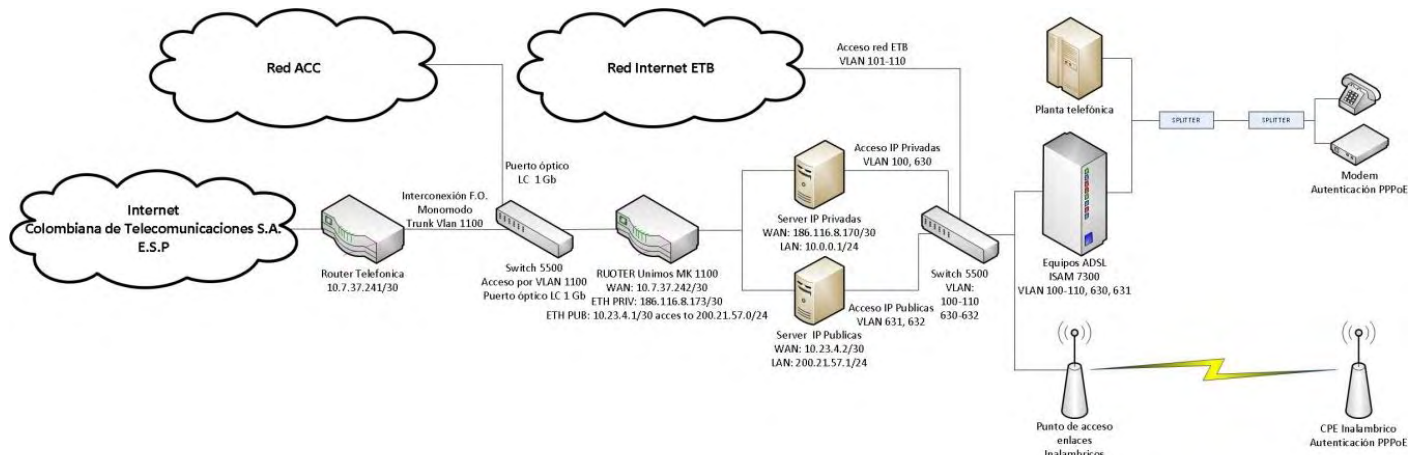 Red ACC
Red Internet ETB
Acceso red ETB
VLAN 101-110
Planta telefónica
SPLITTER
SPLITTER
Modem
Autenticación PPPoE
Internet
Colombiana de Telecomunicaciones S.A.
E.S.P
Router Telefonica
10.7.37.241/30
Interconexión F.O.
Monomodo
Trunk Vlan 1100
Puerto óptico
LC 1 Gb
Switch 5500
Acceso por VLAN 1100
Puerto óptico LC 1 Gb
RUOTER Unimos MK 1100
WAN: 10.7.37.242/30
ETH PRIV: 186.116.8.173/30
ETH PUB: 10.23.4.1/30 acces to 200.21.57.0/24
Acceso IP Privadas
VLAN 100, 630
Server IP Privadas
WAN: 186.116.8.170/30
LAN: 10.0.0.1/24
Acceso IP Publicas
VLAN 631, 632
Server IP Publicas
WAN: 10.23.4.2/30
LAN: 200.21.57.1/24
Switch 5500
VLAN:
100-110
630-632
Equipos ADSL
ISAM 7300
VLAN 100-110, 630, 631
Punto de acceso
enlaces
Inalambricos
CPE Inalambrico
Autenticación PPPoE